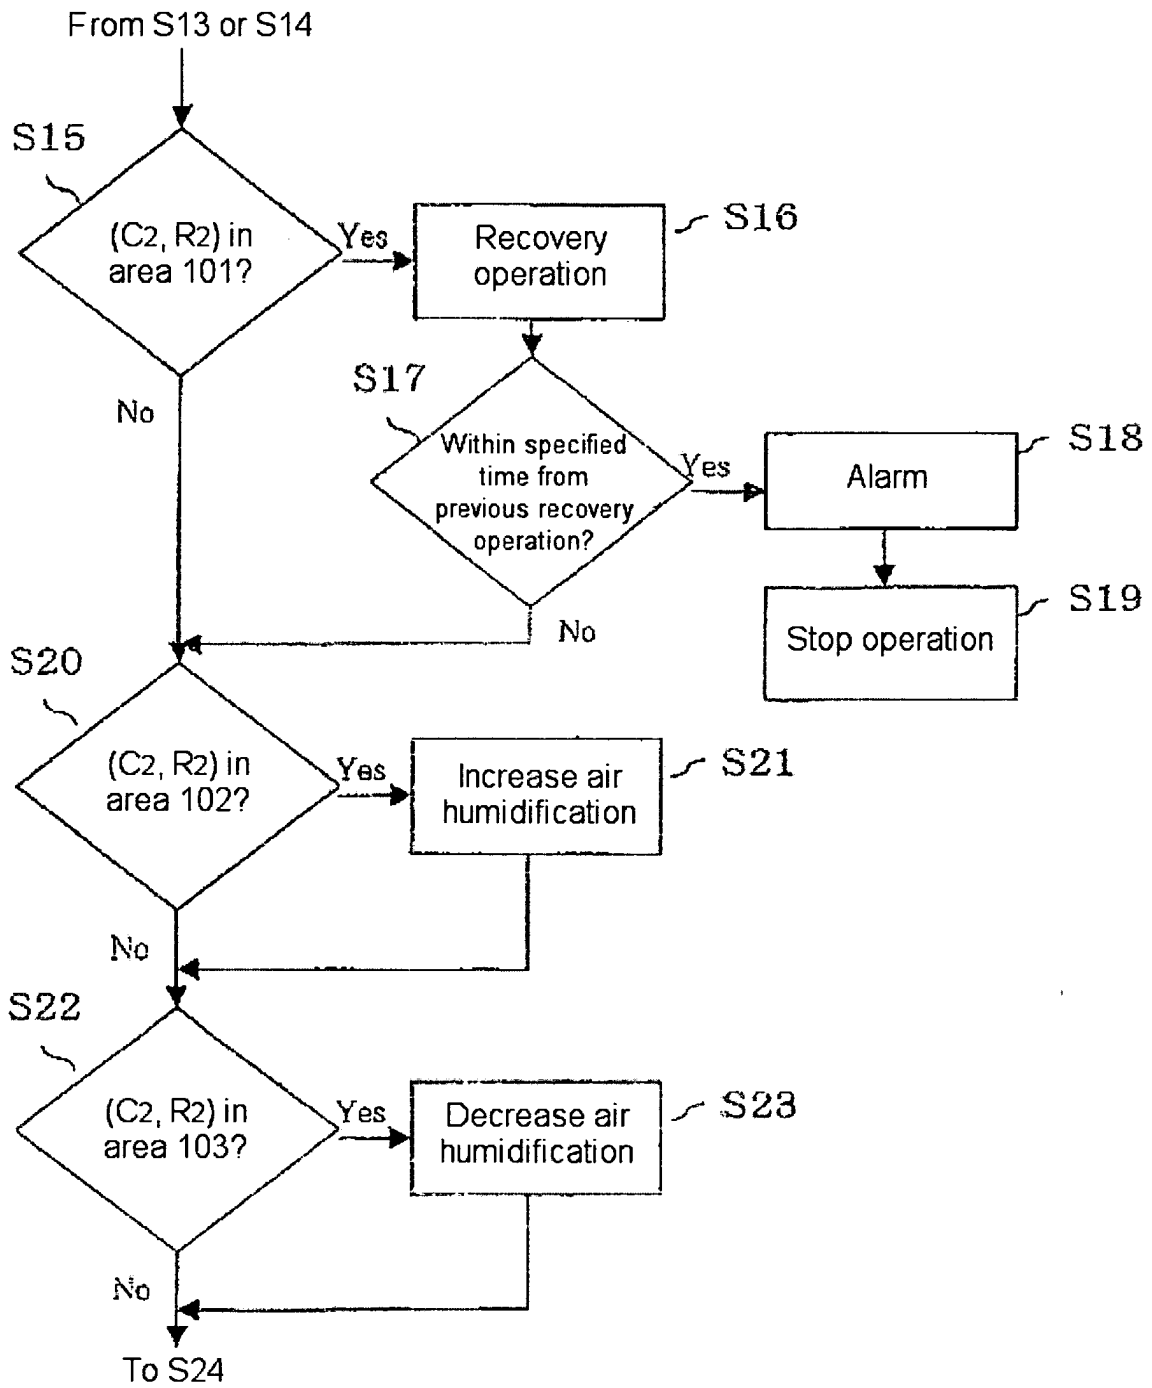 From S13 or S14
S15
(C2, R2) in
area 101?
Yes
Recovery
operation
S16
No
S17
Within specified
time from
previous recovery
operation?
Yes
Alarm
S18
No
Stop operation
S19
S20
(C2, R2) in
area 102?
Yes
Increase air
humidification
S21
No
S22
(C2, R2) in
area 103?
Yes
Decrease air
humidification
S23
No
To S24